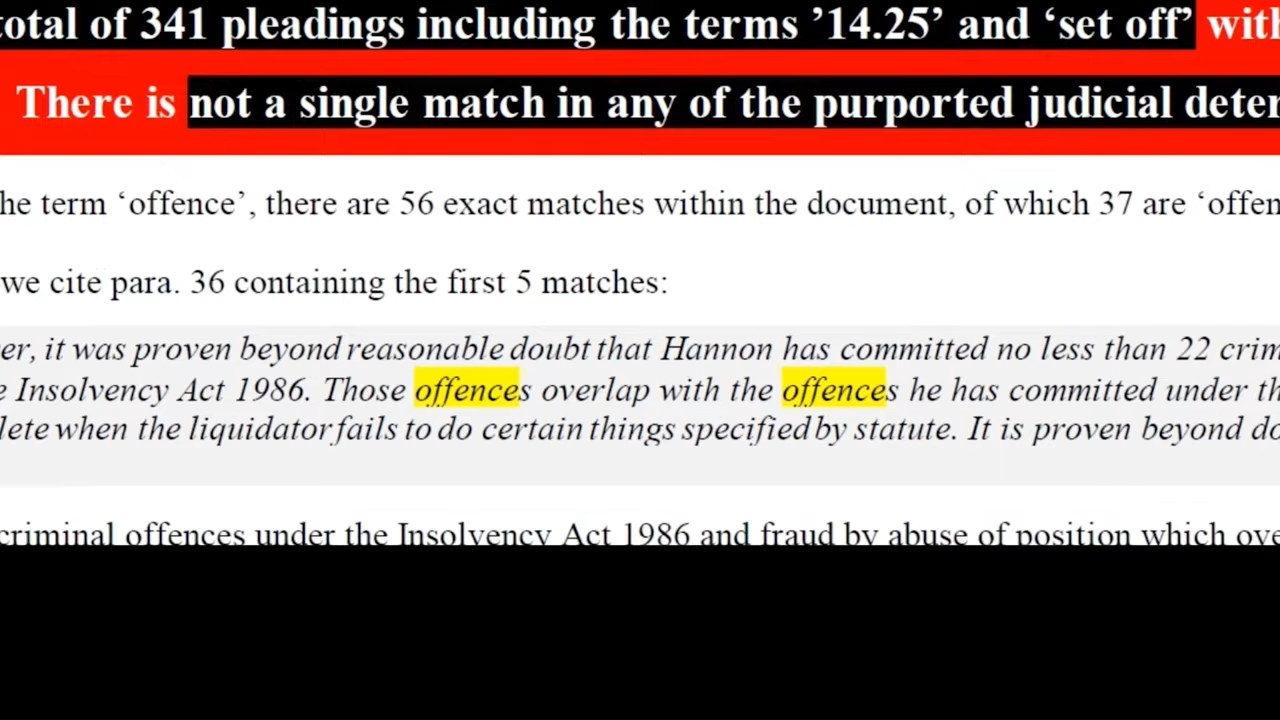 total of 341 pleadings including the terms ’14.25’ and ‘set off’ with
There is not a single match in any of the purported judicial deter
he term ‘offence’, there are 56 exact matches within the document, of which 37 are ‘offen
we cite para. 36 containing the first 5 matches:
er, it was proven beyond reasonable doubt that Hannon has committed no less than 22 crim
e Insolvency Act 1986. Those offences overlap with the offences he has committed under th
lete when the liquidator fails to do certain things specified by statute. It is proven beyond do
criminal offences under the Insolvency Act 1986 and fraud by abuse of position which ove